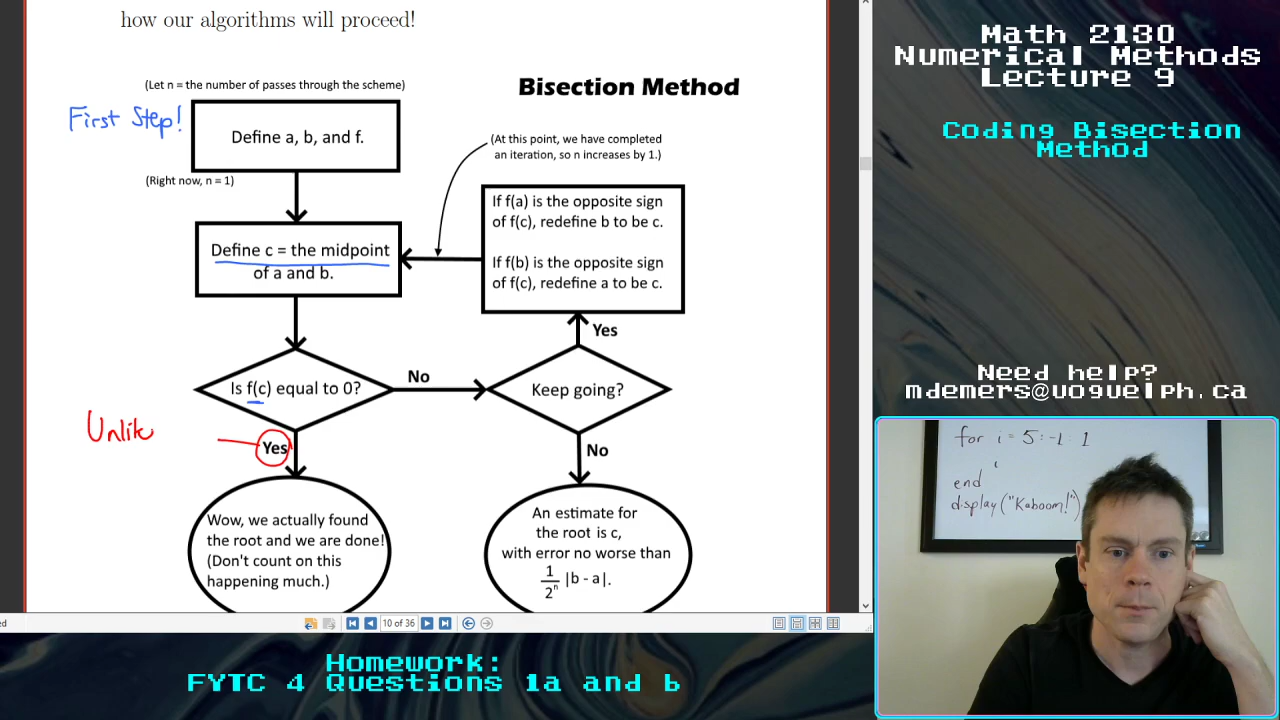 how our algorithms will proceed!
(Let n = the number of passes through the scheme)
Bisection Method
First Step!
Define a, b, and f.
(At this point, we have completed
an iteration, so n increases by 1.)
(Right now, n = 1)
If f(a) is the opposite sign
of f(c), redefine b to be c.
If f(b) is the opposite sign
of f(c), redefine a to be c.
Define c = the midpoint
of a and b.
Yes
Is f(c) equal to 0?
No
Keep going?
Unlik
Yes
No
Wow, we actually found
the root and we are done!
(Don't count on this
happening much.)
An estimate for
the root is c,
with error no worse than
1/2ⁿ |b - a|.
ed
10 of 36
Math 2130
Numerical Methods
Lecture 9
Coding Bisection
Method
Need help?
mdemers@uoguelph.ca
for i = 5:-1:1
i
end
display("Kaboom!")
Homework:
FYTC 4 Questions 1a and b